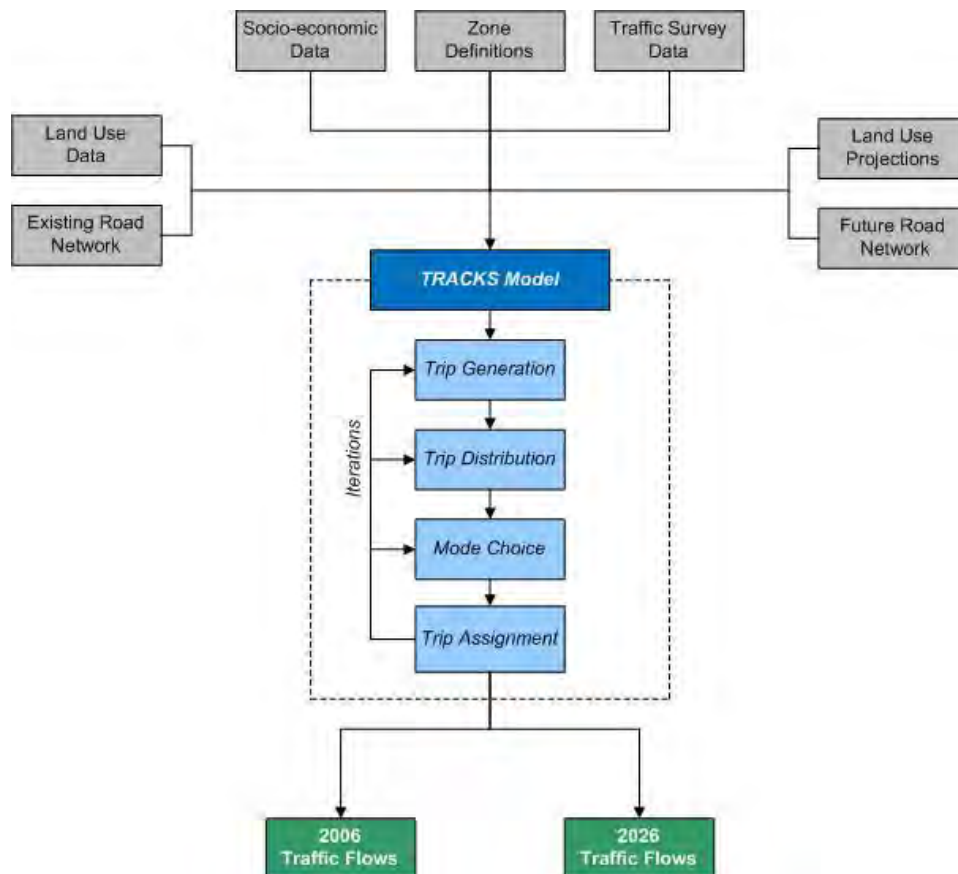 Socio-economic
Data
Zone
Definitions
Traffic Survey
Data
Land Use
Data
Land Use
Projections
Existing Road
Network
Future Road
Network
TRACKS Model
Trip Generation
Iterations
Trip Distribution
Mode Choice
Trip Assignment
2006
Traffic Flows
2026
Traffic Flows